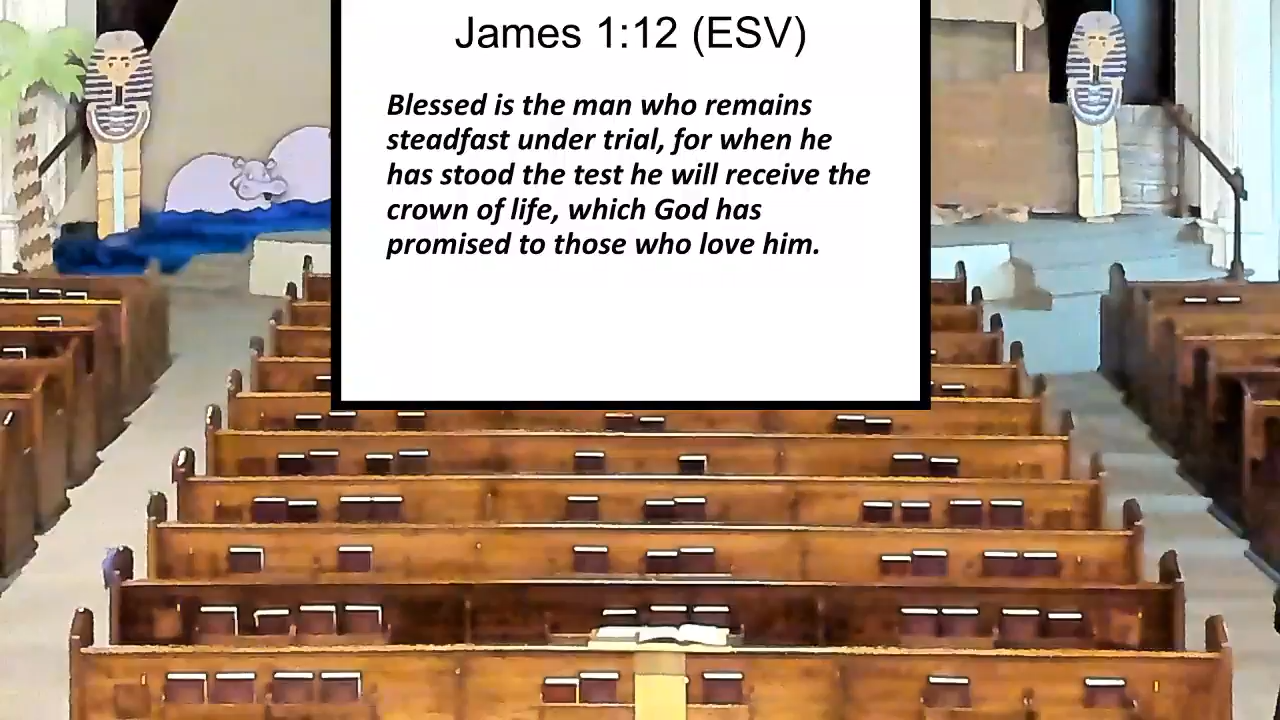 James 1:12 (ESV)
Blessed is the man who remains
steadfast under trial, for when he
has stood the test he will receive the
crown of life, which God has
promised to those who love him.